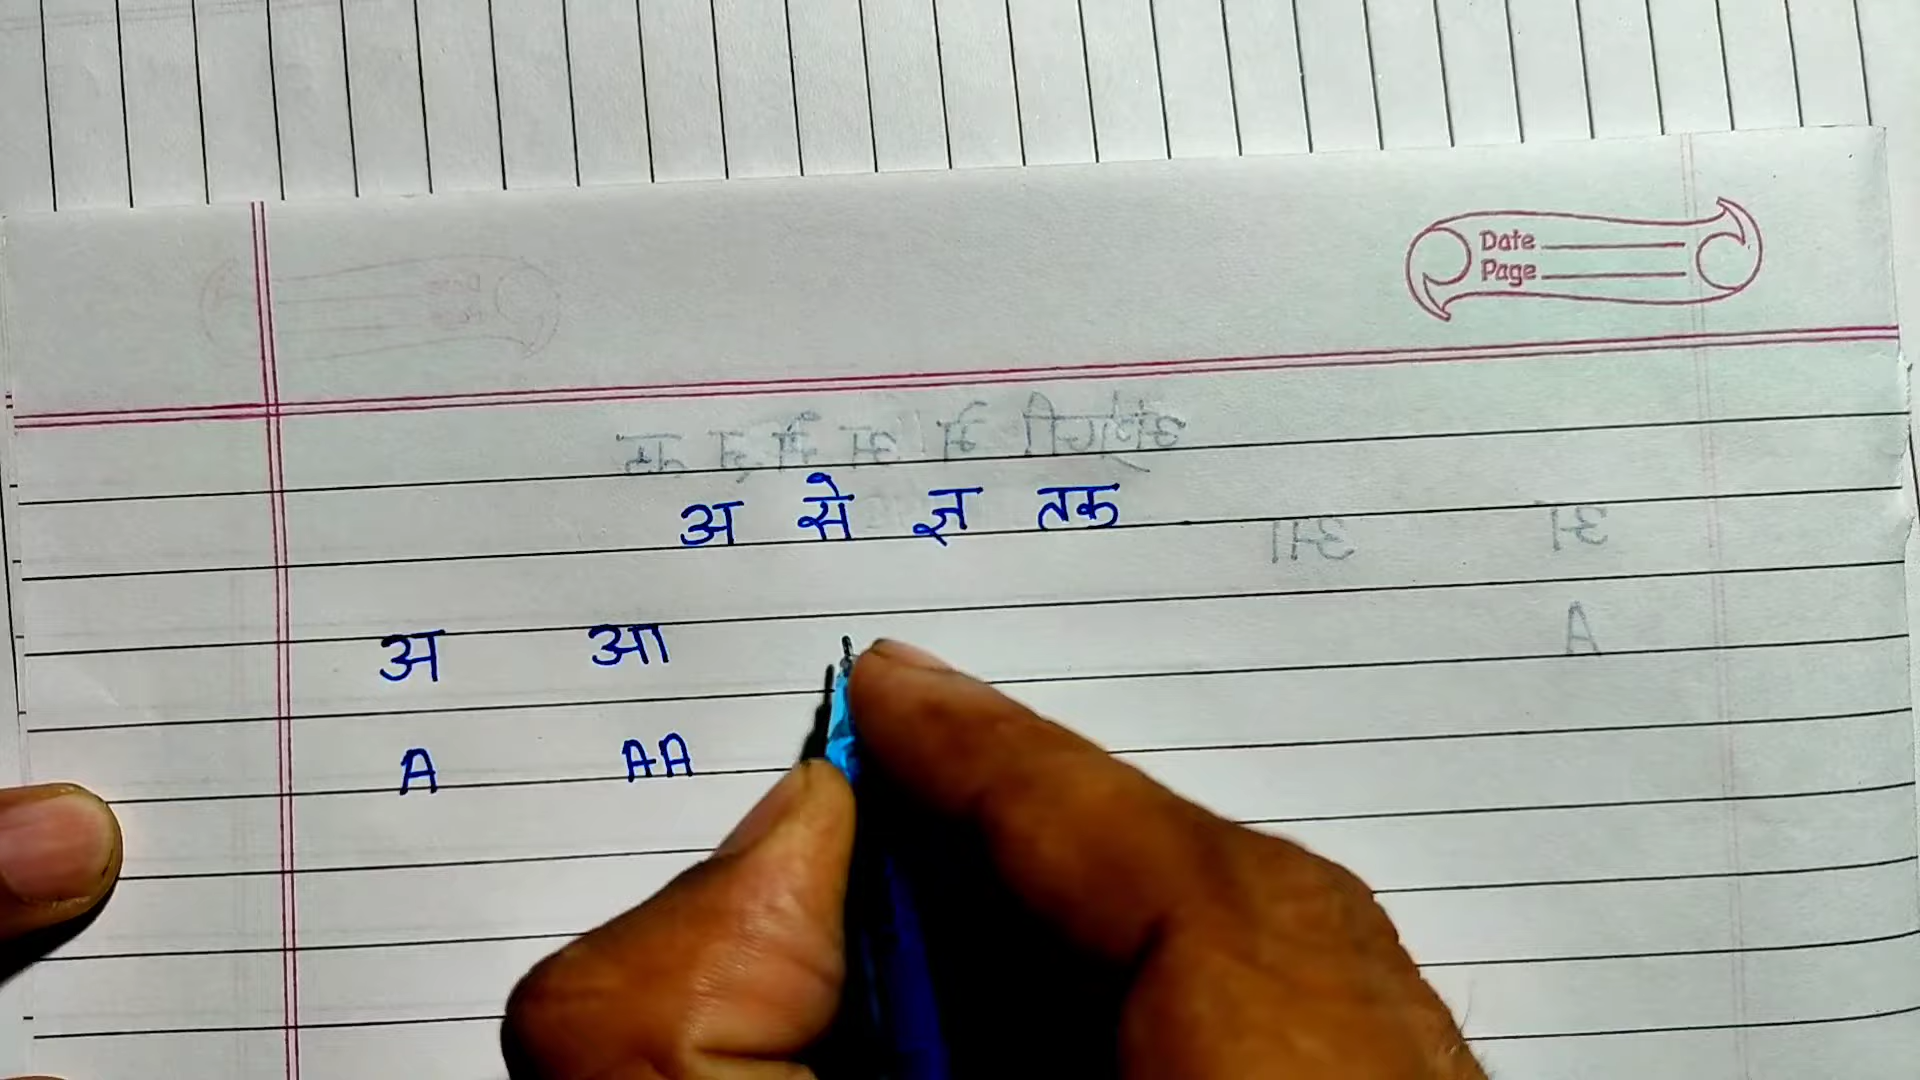 Date
Page
अ से ज्ञ तक
अ आ
A AA